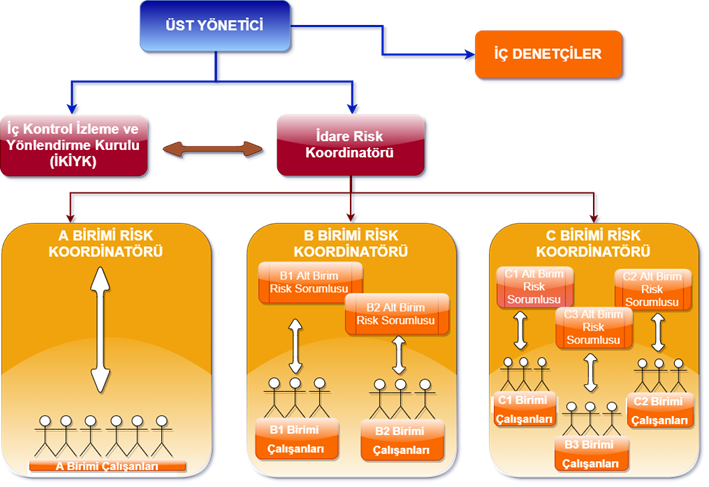 ÜST YÖNETİCİ
İÇ DENETÇİLER
İç Kontrol İzleme ve
Yönlendirme Kurulu
(İKİYK)
İdare Risk
Koordinatörü
A BİRİMİ RİSK
KOORDİNATÖRÜ
A Birimi Çalışanları
B BİRİMİ RİSK
KOORDİNATÖRÜ
B1 Alt Birim
Risk Sorumlusu
B2 Alt Birim
Risk Sorumlusu
B1 Birimi
Çalışanları
B2 Birimi
Çalışanları
C BİRİMİ RİSK
KOORDİNATÖRÜ
C1 Alt Birim
Risk
Sorumlusu
C2 Alt Birim
Risk
Sorumlusu
C3 Alt Birim
Risk
Sorumlusu
C1 Birimi
Çalışanları
C2 Birimi
Çalışanları
B3 Birimi
Çalışanları